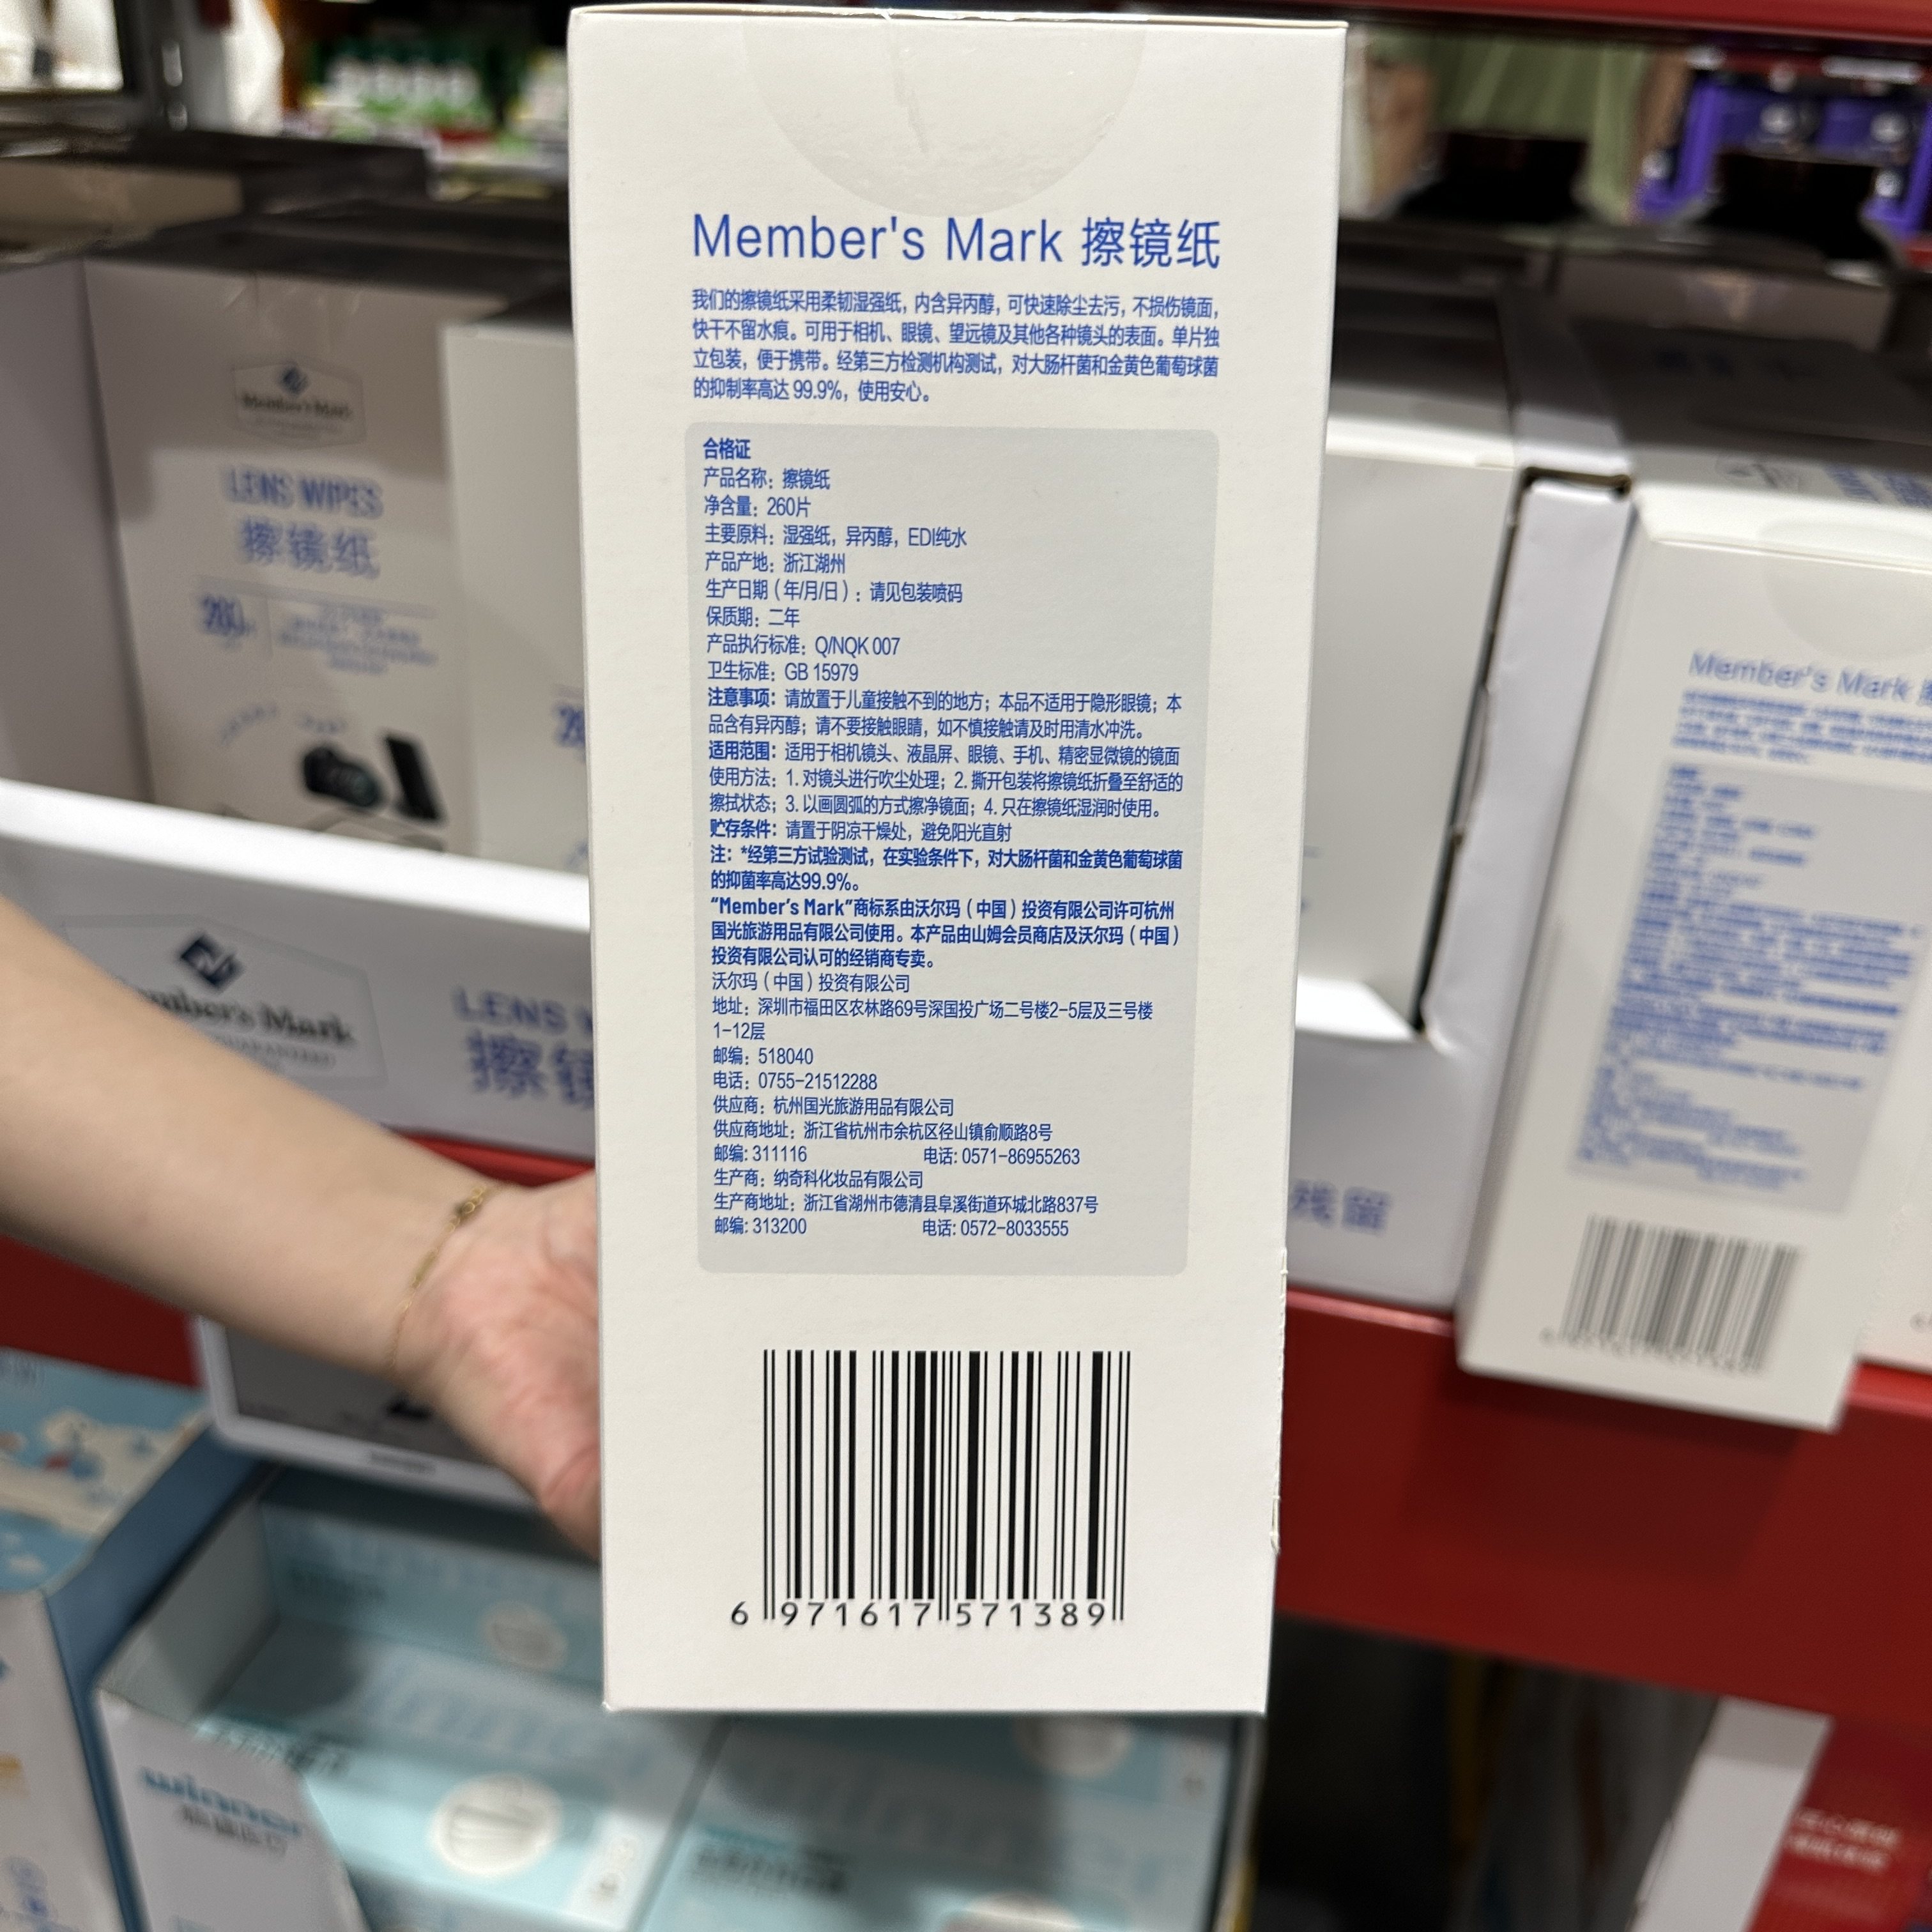 Member's Mark 擦镜纸
我们的擦镜纸采用柔韧湿强纸，内含异丙醇，可快速除尘去污，不损伤镜面，
快干不留水痕。可用于相机、眼镜、望远镜及其他各种镜头的表面。单片独
立包装，便于携带。经第三方检测机构测试，对大肠杆菌和金黄色葡萄球菌
的抑制率高达 99.9%，使用安心。
合格证
产品名称：擦镜纸
净含量：260片
主要原料：湿强纸，异丙醇，EDI纯水
产品产地：浙江湖州
生产日期（年/月/日）：请见包装喷码
保质期：二年
产品执行标准：Q/NQK 007
卫生标准：GB 15979
注意事项：请放置于儿童接触不到的地方；本品不适用于隐形眼镜；本
品含有异丙醇；请不要接触眼睛，如不慎接触请及时用清水冲洗。
适用范围：适用于相机镜头、液晶屏、眼镜、手机、精密显微镜的镜面
使用方法：1. 对镜头进行吹尘处理；2. 撕开包装将擦镜纸折叠至舒适的
擦拭状态；3. 以画圆弧的方式擦净镜面；4. 只在擦镜纸湿润时使用。
贮存条件：请置于阴凉干燥处，避免阳光直射
注：*经第三方试验测试，在实验条件下，对大肠杆菌和金黄色葡萄球菌
的抑菌率高达99.9%。
“Member’s Mark”商标系由沃尔玛（中国）投资有限公司许可杭州
国光旅游用品有限公司使用。本产品由山姆会员商店及沃尔玛（中国）
投资有限公司认可的经销商专卖。
沃尔玛（中国）投资有限公司
地址：深圳市福田区农林路69号深国投广场二号楼2-5层及三号楼
1-12层
邮编：518040
电话：0755-21512288
供应商：杭州国光旅游用品有限公司
供应商地址：浙江省杭州市余杭区径山镇俞顺路8号
邮编: 311116 电话: 0571-86955263
生产商：纳奇科化妆品有限公司
生产商地址：浙江省湖州市德清县阜溪街道环城北路837号
邮编: 313200 电话: 0572-8033555
6 971617 571389
Member's Mark
LENS WIPES
擦镜纸
260
Member's Mark
LENS
擦镜
残留
Member's Mark
winner